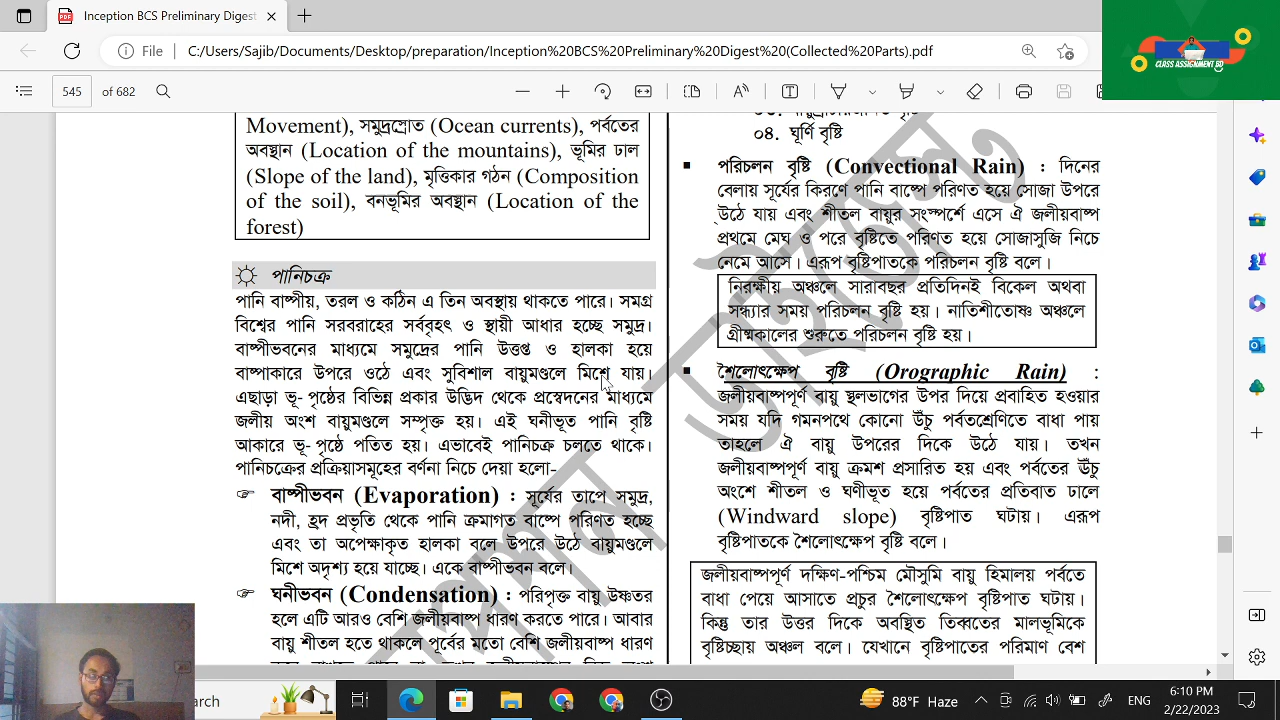 Inception BCS Preliminary Digest
File
C:/Users/Sajib/Documents/Desktop/preparation/Inception%20BCS%20Preliminary%20Digest%20(Collected%20Parts).pdf
CLASS ASSIGNMENT BD
545 of 682
Movement), সমুদ্রস্রোত (Ocean currents), পর্বতের
অবস্থান (Location of the mountains), ভূমির ঢাল
(Slope of the land), মৃত্তিকার গঠন (Composition
of the soil), বনভূমির অবস্থান (Location of the
forest)
পানিচক্র
পানি বাষ্পীয়, তরল ও কঠিন এ তিন অবস্থায় থাকতে পারে। সমগ্র
বিশ্বের পানি সরবরাহের সর্ববৃহৎ ও স্থায়ী আধার হচ্ছে সমুদ্র।
বাষ্পীভবনের মাধ্যমে সমুদ্রের পানি উত্তপ্ত ও হালকা হয়ে
বাষ্পাকারে উপরে ওঠে এবং সুবিশাল বায়ুমণ্ডলে মিশে যায়।
এছাড়া ভূ-পৃষ্ঠের বিভিন্ন প্রকার উদ্ভিদ থেকে প্রস্বেদনের মাধ্যমে
জলীয় অংশ বায়ুমণ্ডলে সম্পৃক্ত হয়। এই ঘনীভূত পানি বৃষ্টি
আকারে ভূ-পৃষ্ঠে পতিত হয়। এভাবেই পানিচক্র চলতে থাকে।
পানিচক্রের প্রক্রিয়াসমূহের বর্ণনা নিচে দেয়া হলো-
বাষ্পীভবন (Evaporation) : সূর্যের তাপে সমুদ্র,
নদী, হ্রদ প্রভৃতি থেকে পানি ক্রমাগত বাষ্পে পরিণত হচ্ছে
এবং তা অপেক্ষাকৃত হালকা বলে উপরে উঠে বায়ুমণ্ডলে
মিশে অদৃশ্য হয়ে যাচ্ছে। একে বাষ্পীভবন বলে।
ঘনীভবন (Condensation) : পরিপৃক্ত বায়ু উষ্ণতর
হলে এটি আরও বেশি জলীয়বাষ্প ধারণ করতে পারে। আবার
বায়ু শীতল হতে থাকলে পূর্বের মতো বেশি জলীয়বাষ্প ধারণ
০৪. ঘূর্ণি বৃষ্টি
পরিচলন বৃষ্টি (Convectional Rain) : দিনের
বেলায় সূর্যের কিরণে পানি বাষ্পে পরিণত হয়ে সোজা উপরে
উঠে যায় এবং শীতল বায়ুর সংস্পর্শে এসে ঐ জলীয়বাষ্প
প্রথমে মেঘ ও পরে বৃষ্টিতে পরিণত হয়ে সোজাসুজি নিচে
নেমে আসে। এরূপ বৃষ্টিপাতকে পরিচলন বৃষ্টি বলে।
নিরক্ষীয় অঞ্চলে সারাবছর প্রতিদিনই বিকেল অথবা
সন্ধ্যার সময় পরিচলন বৃষ্টি হয়। নাতিশীতোষ্ণ অঞ্চলে
গ্রীষ্মকালের শুরুতে পরিচলন বৃষ্টি হয়।
শৈলোৎক্ষেপ বৃষ্টি (Orographic Rain) :
জলীয়বাষ্পপূর্ণ বায়ু স্থলভাগের উপর দিয়ে প্রবাহিত হওয়ার
সময় যদি গমনপথে কোনো উঁচু পর্বতশ্রেণিতে বাধা পায়
তাহলে ঐ বায়ু উপরের দিকে উঠে যায়। তখন
জলীয়বাষ্পপূর্ণ বায়ু ক্রমশ প্রসারিত হয় এবং পর্বতের ঊঁচু
অংশে শীতল ও ঘণীভূত হয়ে পর্বতের প্রতিবাত ঢালে
(Windward slope) বৃষ্টিপাত ঘটায়। এরূপ
বৃষ্টিপাতকে শৈলোৎক্ষেপ বৃষ্টি বলে।
জলীয়বাষ্পপূর্ণ দক্ষিণ-পশ্চিম মৌসুমি বায়ু হিমালয় পর্বতে
বাধা পেয়ে আসাতে প্রচুর শৈলোৎক্ষেপ বৃষ্টিপাত ঘটায়।
কিন্তু তার উত্তর দিকে অবস্থিত তিব্বতের মালভূমিকে
বৃষ্টিচ্ছায় অঞ্চল বলে। যেখানে বৃষ্টিপাতের পরিমাণ বেশ
arch
88°F Haze
ENG
6:10 PM
2/22/2023